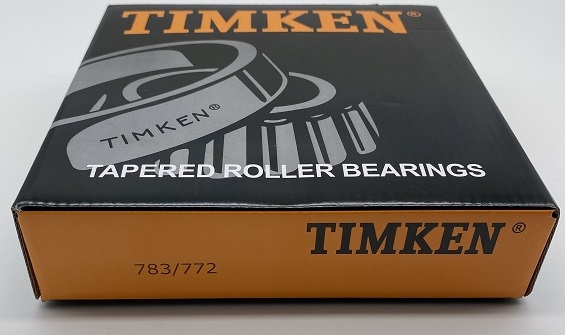 TIMKEN®
TIMKEN®
TAPERED ROLLER BEARINGS
TIMKEN®
783/772